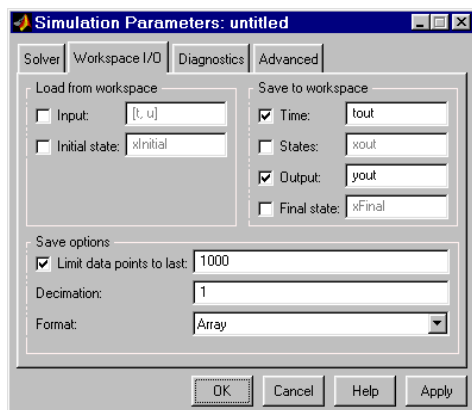 Simulation Parameters: untitled
Solver Workspace I/O Diagnostics Advanced
Load from workspace
Input: [t, u]
Initial state: xInitial
Save to workspace
Time: tout
States: xout
Output: yout
Final state: xFinal
Save options
Limit data points to last: 1000
Decimation: 1
Format: Array
OK Cancel Help Apply